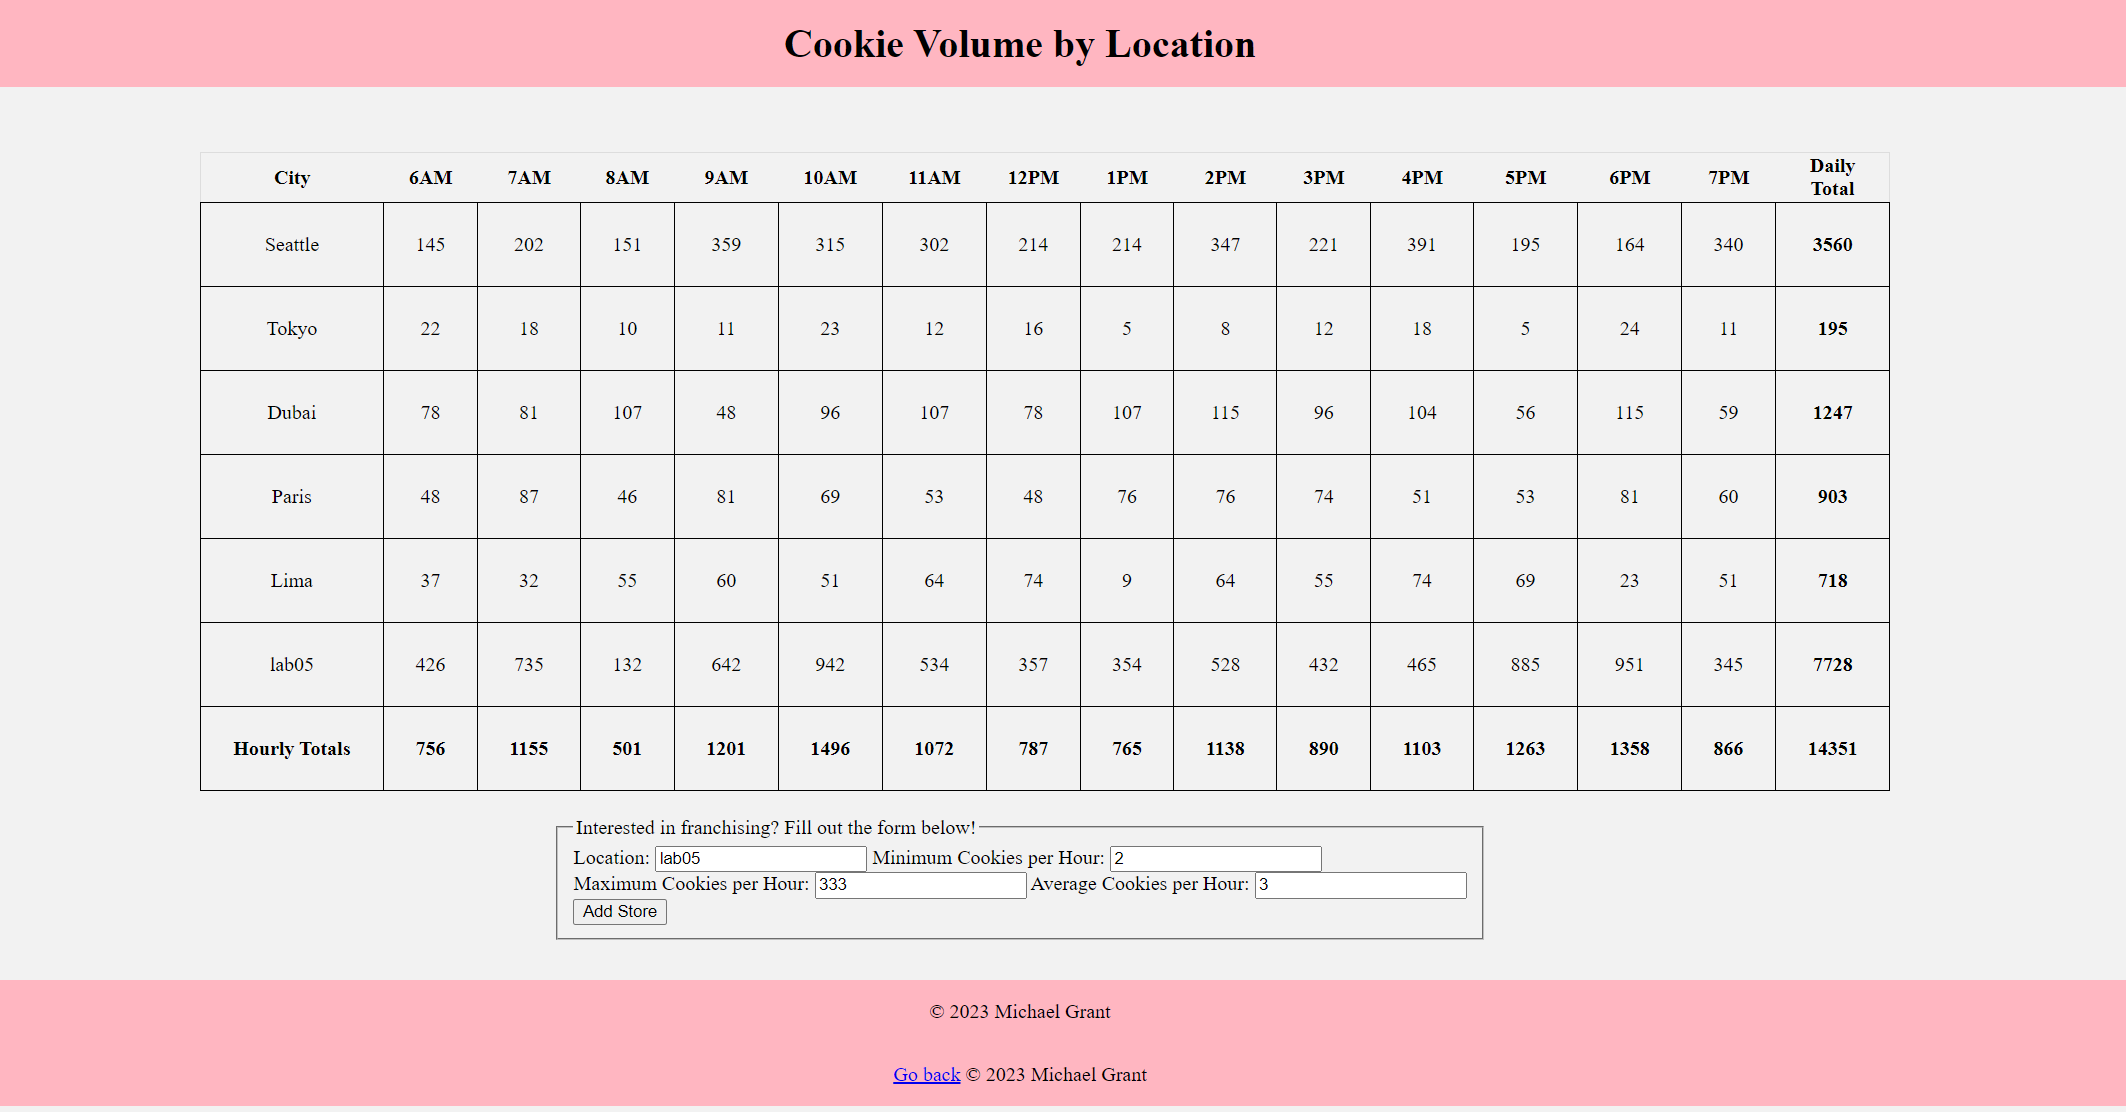 Cookie Volume by Location
City 6AM 7AM 8AM 9AM 10AM 11AM 12PM 1PM 2PM 3PM 4PM 5PM 6PM 7PM Daily Total
Seattle 145 202 151 359 315 302 214 214 347 221 391 195 164 340 3560
Tokyo 22 18 10 11 23 12 16 5 8 12 18 5 24 11 195
Dubai 78 81 107 48 96 107 78 107 115 96 104 56 115 59 1247
Paris 48 87 46 81 69 53 48 76 76 74 51 53 81 60 903
Lima 37 32 55 60 51 64 74 9 64 55 74 69 23 51 718
lab05 426 735 132 642 942 534 357 354 528 432 465 885 951 345 7728
Hourly Totals 756 1155 501 1201 1496 1072 787 765 1138 890 1103 1263 1358 866 14351
Interested in franchising? Fill out the form below!
Location: lab05 Minimum Cookies per Hour: 2
Maximum Cookies per Hour: 333 Average Cookies per Hour: 3
Add Store
© 2023 Michael Grant
Go back © 2023 Michael Grant